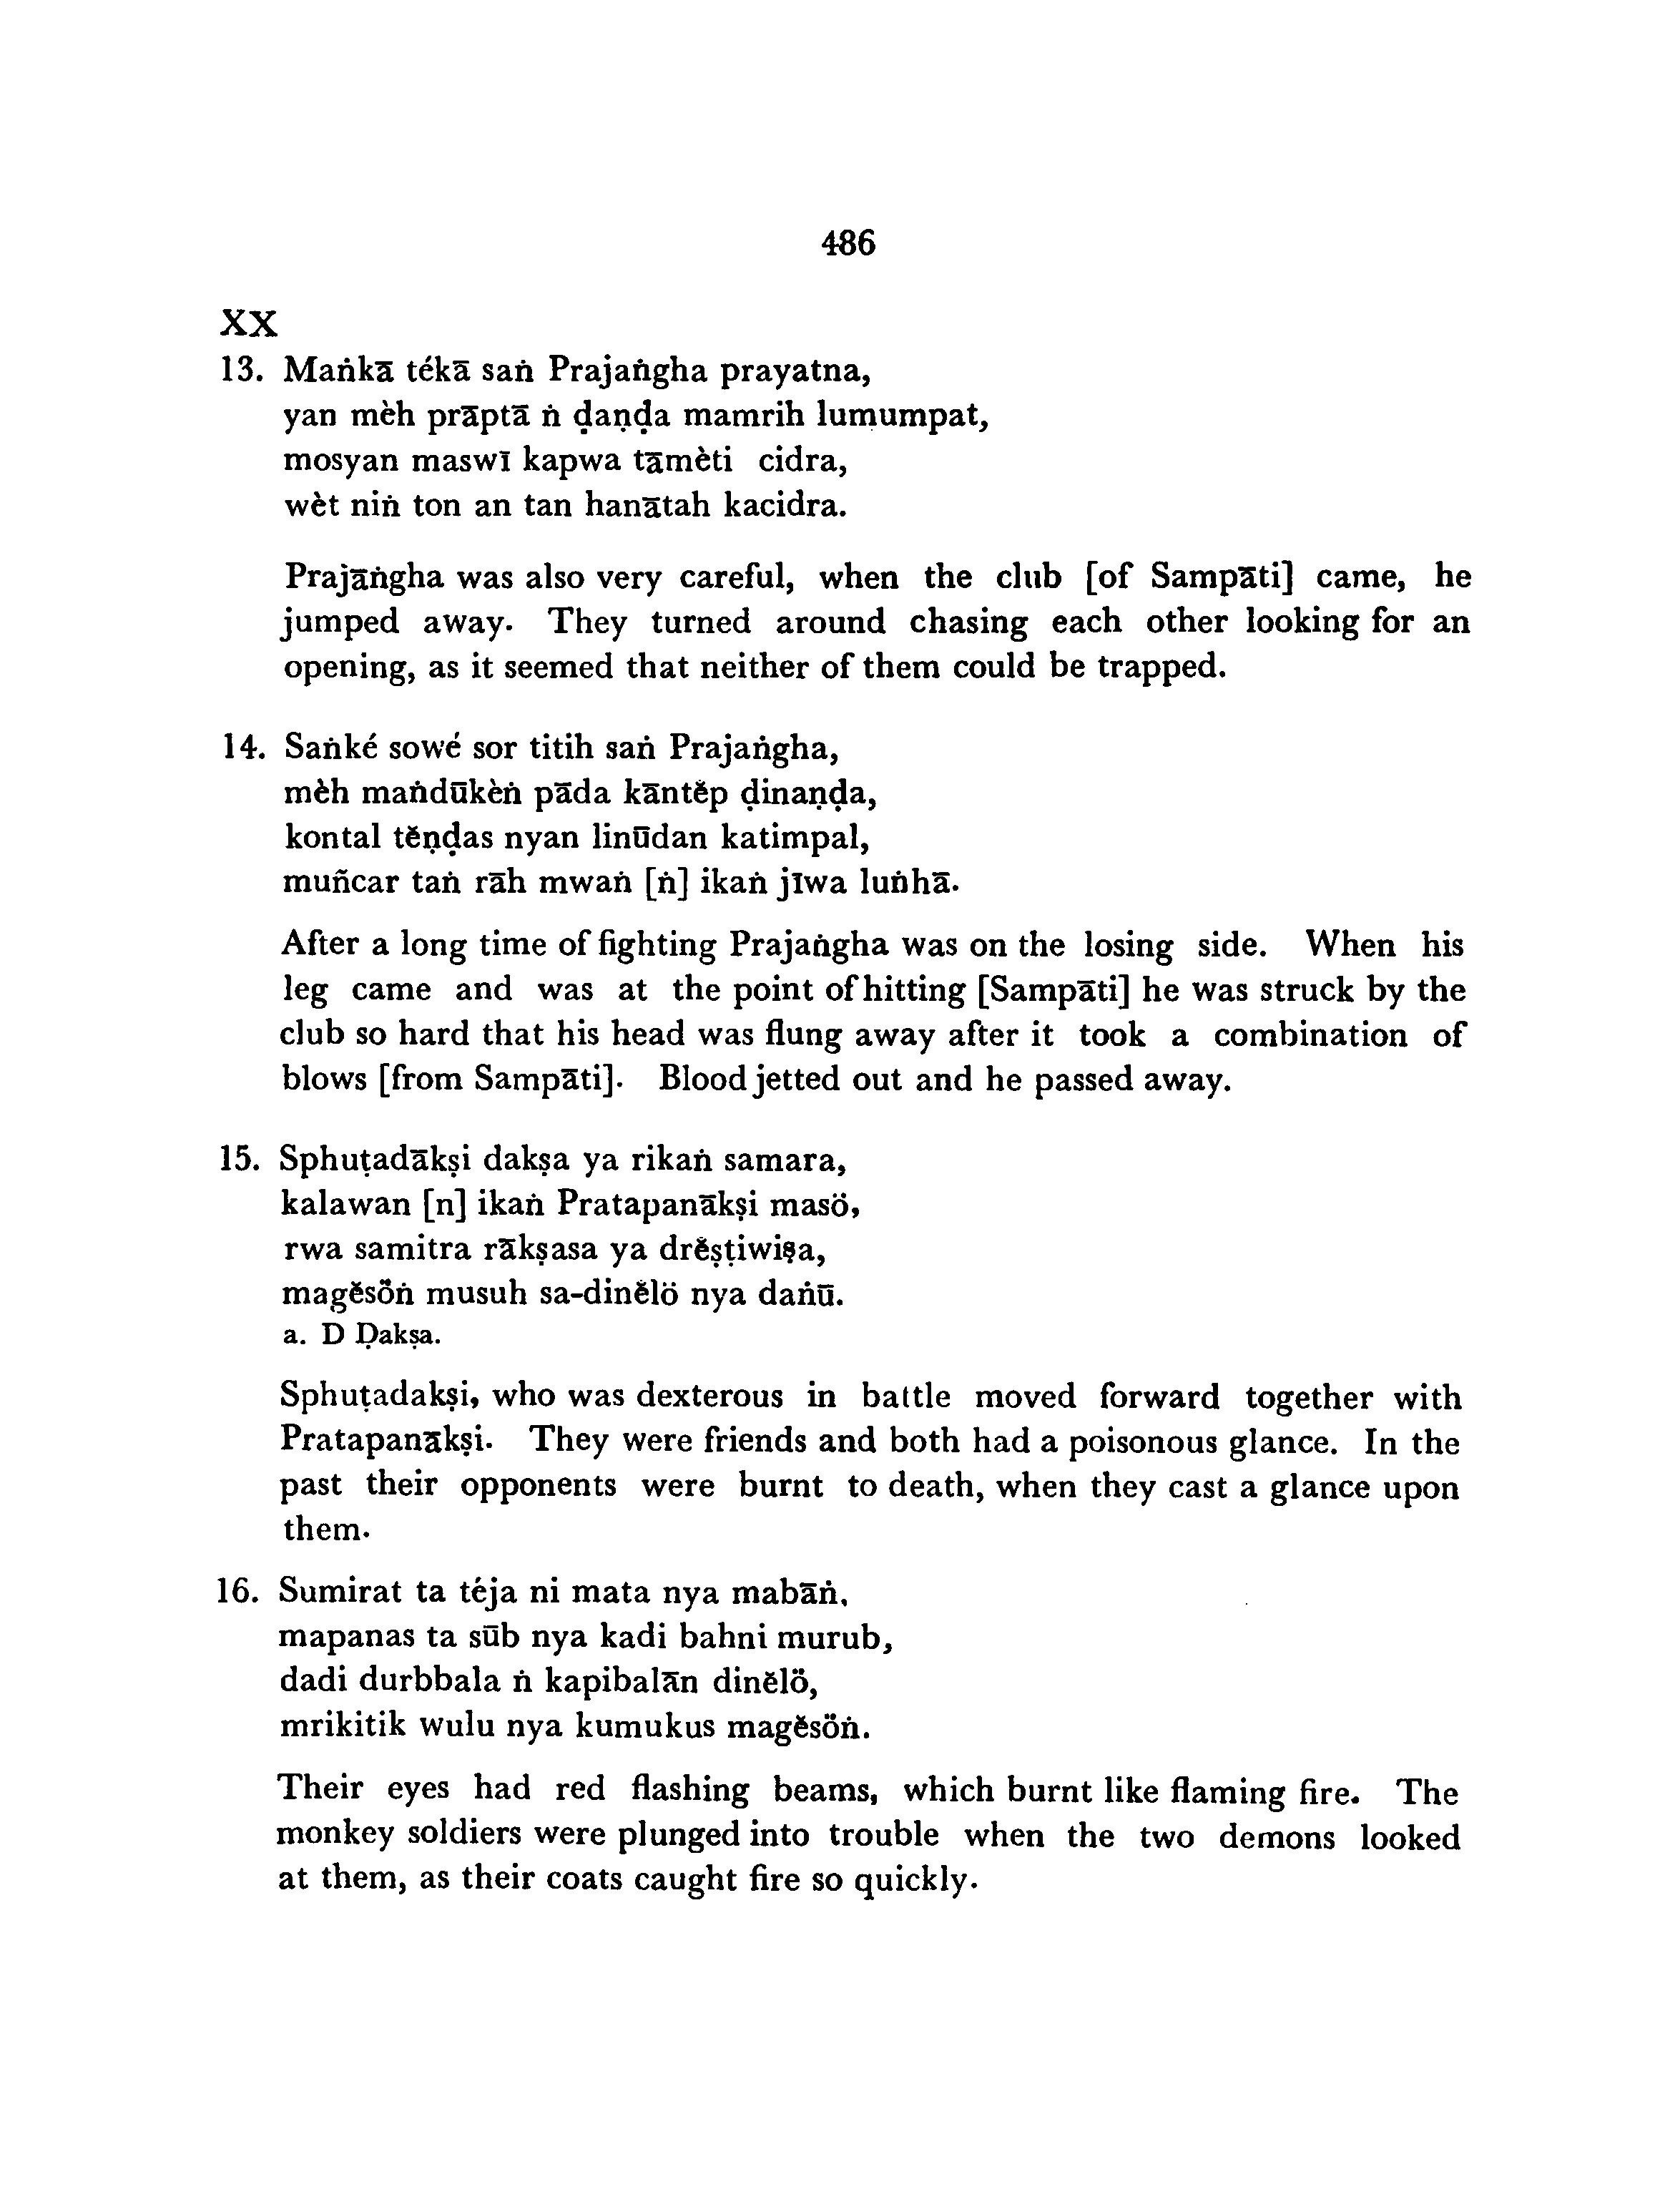 486
XX
13. Maṅkā tékā saṅ Prajaṅgha prayatna,
yan mèh prāptā ṅ ḍaṇḍa mamrih lumumpat,
mosyan maswī kapwa tāmèti cidra,
wèt niṅ ton an tan hanātah kacidra.
Prajāṅgha was also very careful, when the club [of Sampāti] came, he
jumped away. They turned around chasing each other looking for an
opening, as it seemed that neither of them could be trapped.
14. Saṅké sowé sor titih saṅ Prajaṅgha,
mèh maṅdūkèṅ pāda kāntĕp ḍinaṇḍa,
kontal tĕṇḍas nyan linūdan katimpal,
muñcar taṅ rāh mwaṅ [ṅ] ikaṅ jīwa luṅhā.
After a long time of fighting Prajaṅgha was on the losing side. When his
leg came and was at the point of hitting [Sampāti] he was struck by the
club so hard that his head was flung away after it took a combination of
blows [from Sampāti]. Blood jetted out and he passed away.
15. Sphuṭadākṣi dakṣa ya rikaṅ samara,
kalawan [n] ikaṅ Pratapanākṣi masö,
rwa samitra rākṣasa ya drĕṣṭiwiṣa,
magĕsö̆ṅ musuh sa-dinĕlö nya daṅū.
a. D Ḍakṣa.
Sphuṭadakṣi, who was dexterous in battle moved forward together with
Pratapanākṣi. They were friends and both had a poisonous glance. In the
past their opponents were burnt to death, when they cast a glance upon
them.
16. Sumirat ta téja ni mata nya mabāṅ,
mapanas ta sūb nya kadi bahni murub,
dadi durbbala ṅ kapibalān dinĕlö,
mrikitik wulu nya kumukus magĕsöṅ.
Their eyes had red flashing beams, which burnt like flaming fire. The
monkey soldiers were plunged into trouble when the two demons looked
at them, as their coats caught fire so quickly.